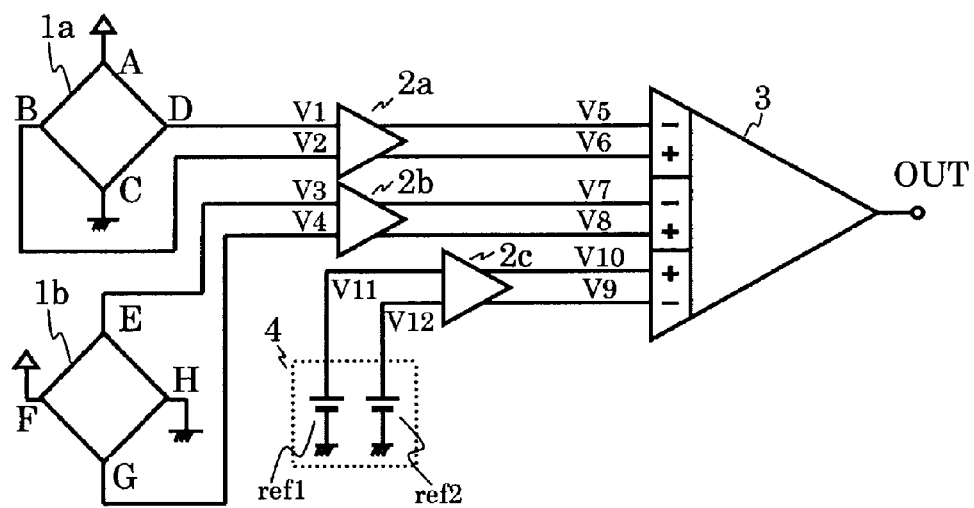 1a
A
B
D
C
V1
V2
2a
V5
V6
3
OUT
V3
V4
2b
V7
V8
− + − + + −
V11
V12
2c
V10
V9
1b
E
F
H
G
4
ref1
ref2